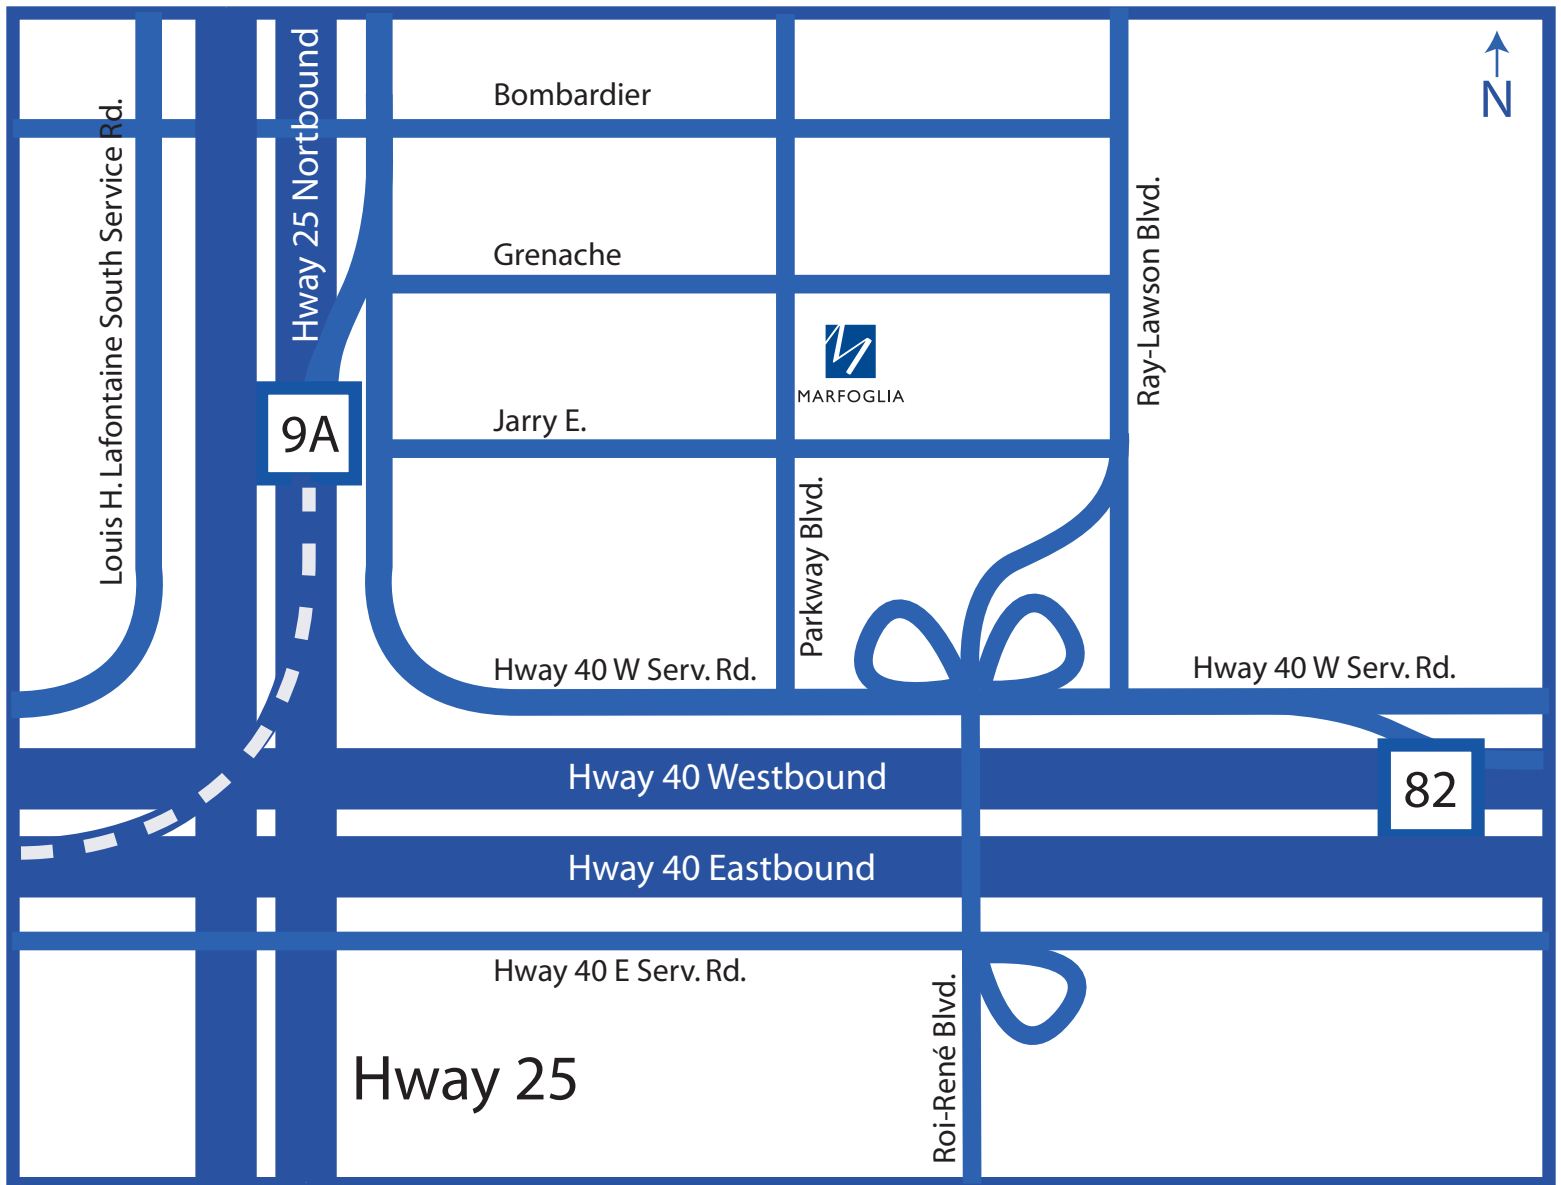 N
Bombardier
Hway 25 Nortbound
Louis H. Lafontaine South Service Rd.
Grenache
Ray-Lawson Blvd.
MARFOGLIA
Jarry E.
9A
Parkway Blvd.
Hway 40 W Serv. Rd.
Hway 40 W Serv. Rd.
Hway 40 Westbound
82
Hway 40 Eastbound
Hway 40 E Serv. Rd.
Roi-René Blvd.
Hway 25